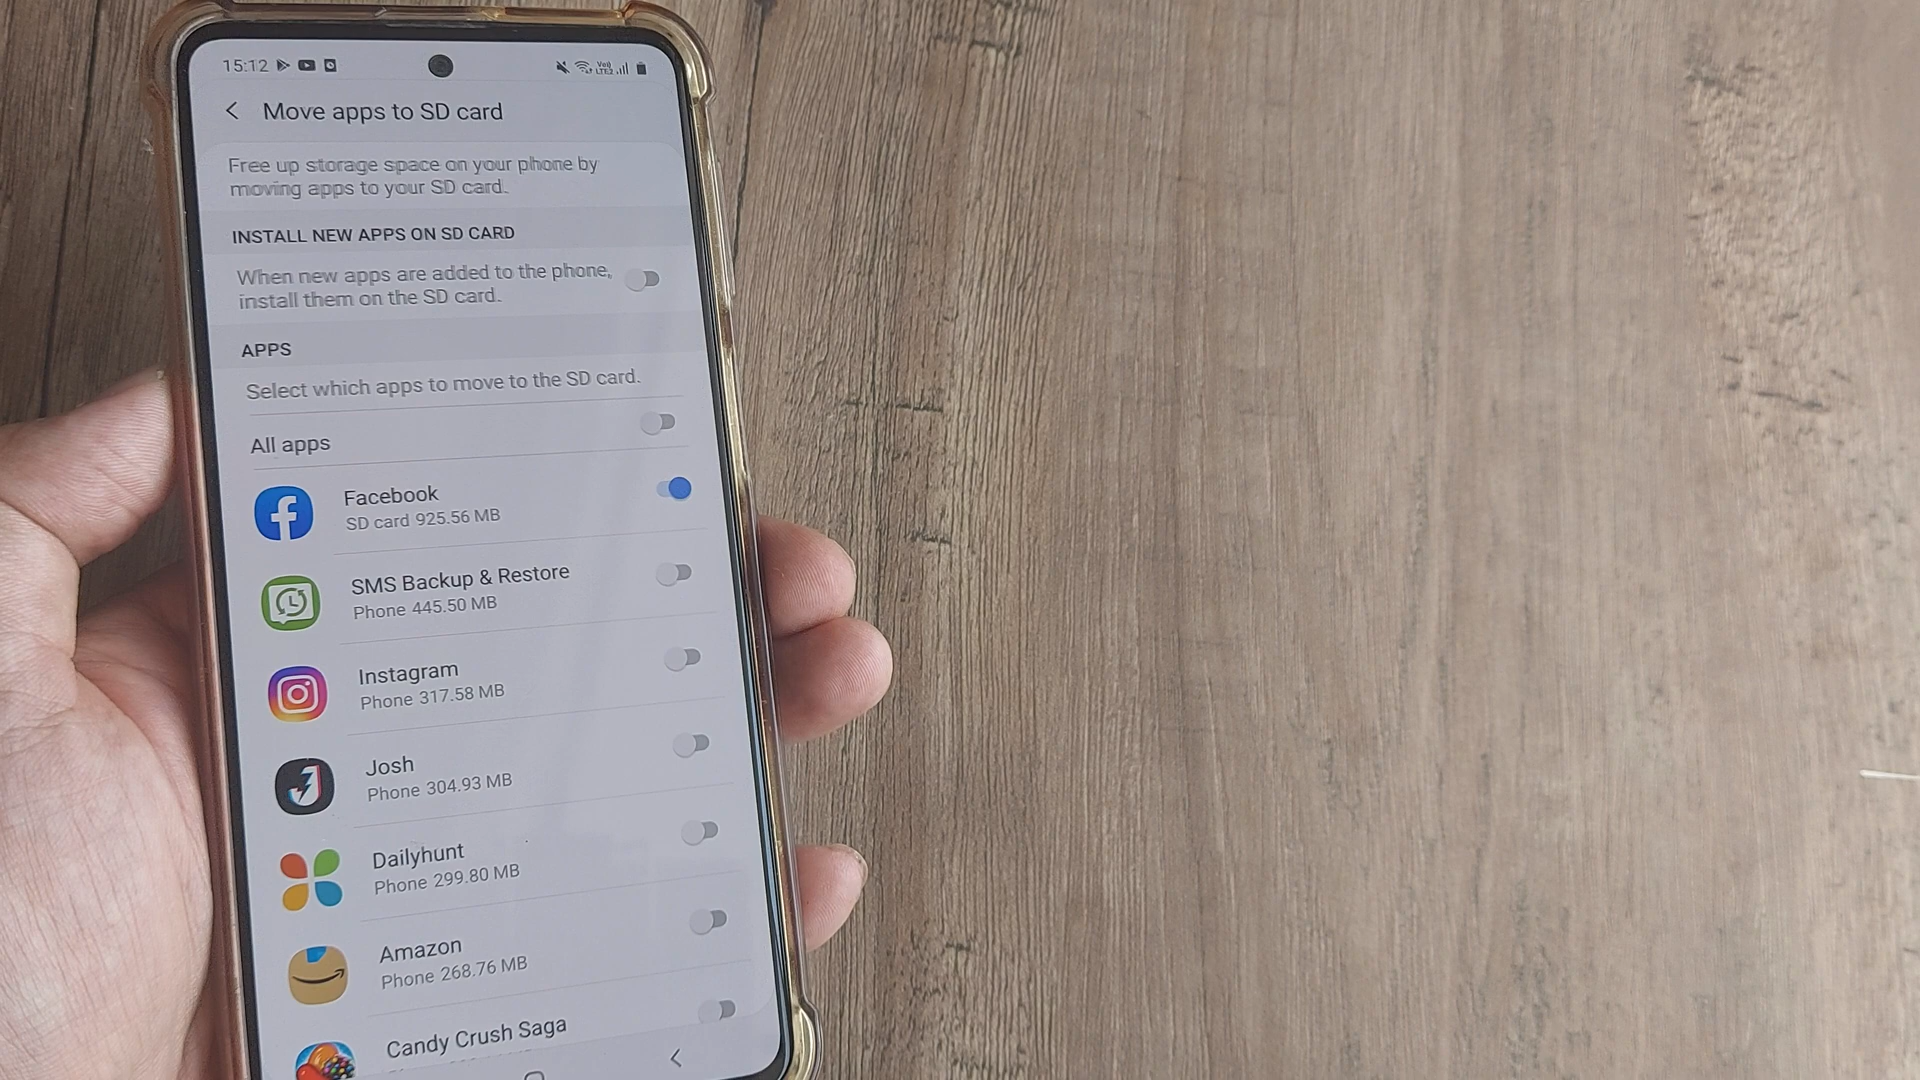 15:12
Vo))
LTE2
Move apps to SD card
Free up storage space on your phone by
moving apps to your SD card.
INSTALL NEW APPS ON SD CARD
When new apps are added to the phone,
install them on the SD card.
APPS
Select which apps to move to the SD card.
All apps
Facebook
SD card 925.56 MB
SMS Backup & Restore
Phone 445.50 MB
Instagram
Phone 317.58 MB
Josh
Phone 304.93 MB
Dailyhunt
Phone 299.80 MB
Amazon
Phone 268.76 MB
Candy Crush Saga